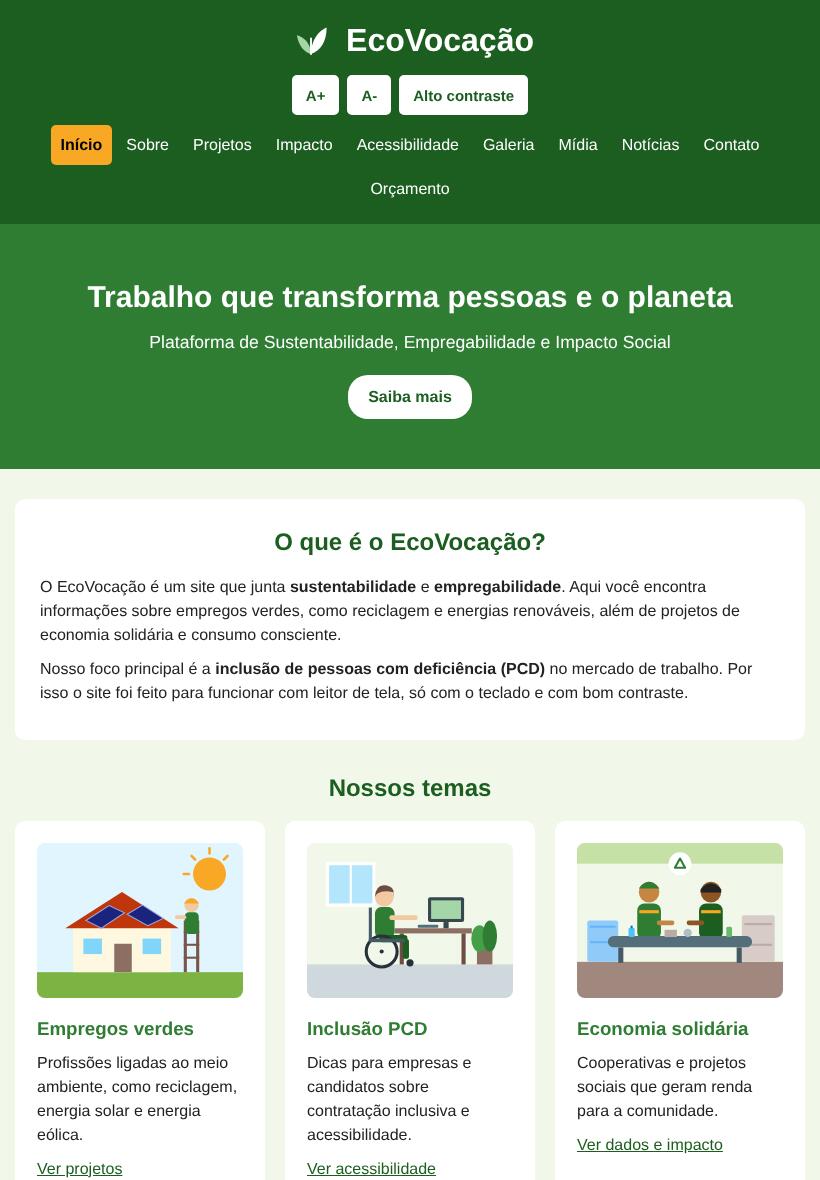 EcoVocação
A+ A- Alto contraste
Início Sobre Projetos Impacto Acessibilidade Galeria Mídia Notícias Contato
Orçamento
Trabalho que transforma pessoas e o planeta
Plataforma de Sustentabilidade, Empregabilidade e Impacto Social
Saiba mais
O que é o EcoVocação?
O EcoVocação é um site que junta sustentabilidade e empregabilidade. Aqui você encontra
informações sobre empregos verdes, como reciclagem e energias renováveis, além de projetos de
economia solidária e consumo consciente.
Nosso foco principal é a inclusão de pessoas com deficiência (PCD) no mercado de trabalho. Por
isso o site foi feito para funcionar com leitor de tela, só com o teclado e com bom contraste.
Nossos temas
Empregos verdes
Profissões ligadas ao meio
ambiente, como reciclagem,
energia solar e energia
eólica.
Ver projetos
Inclusão PCD
Dicas para empresas e
candidatos sobre
contratação inclusiva e
acessibilidade.
Ver acessibilidade
Economia solidária
Cooperativas e projetos
sociais que geram renda
para a comunidade.
Ver dados e impacto